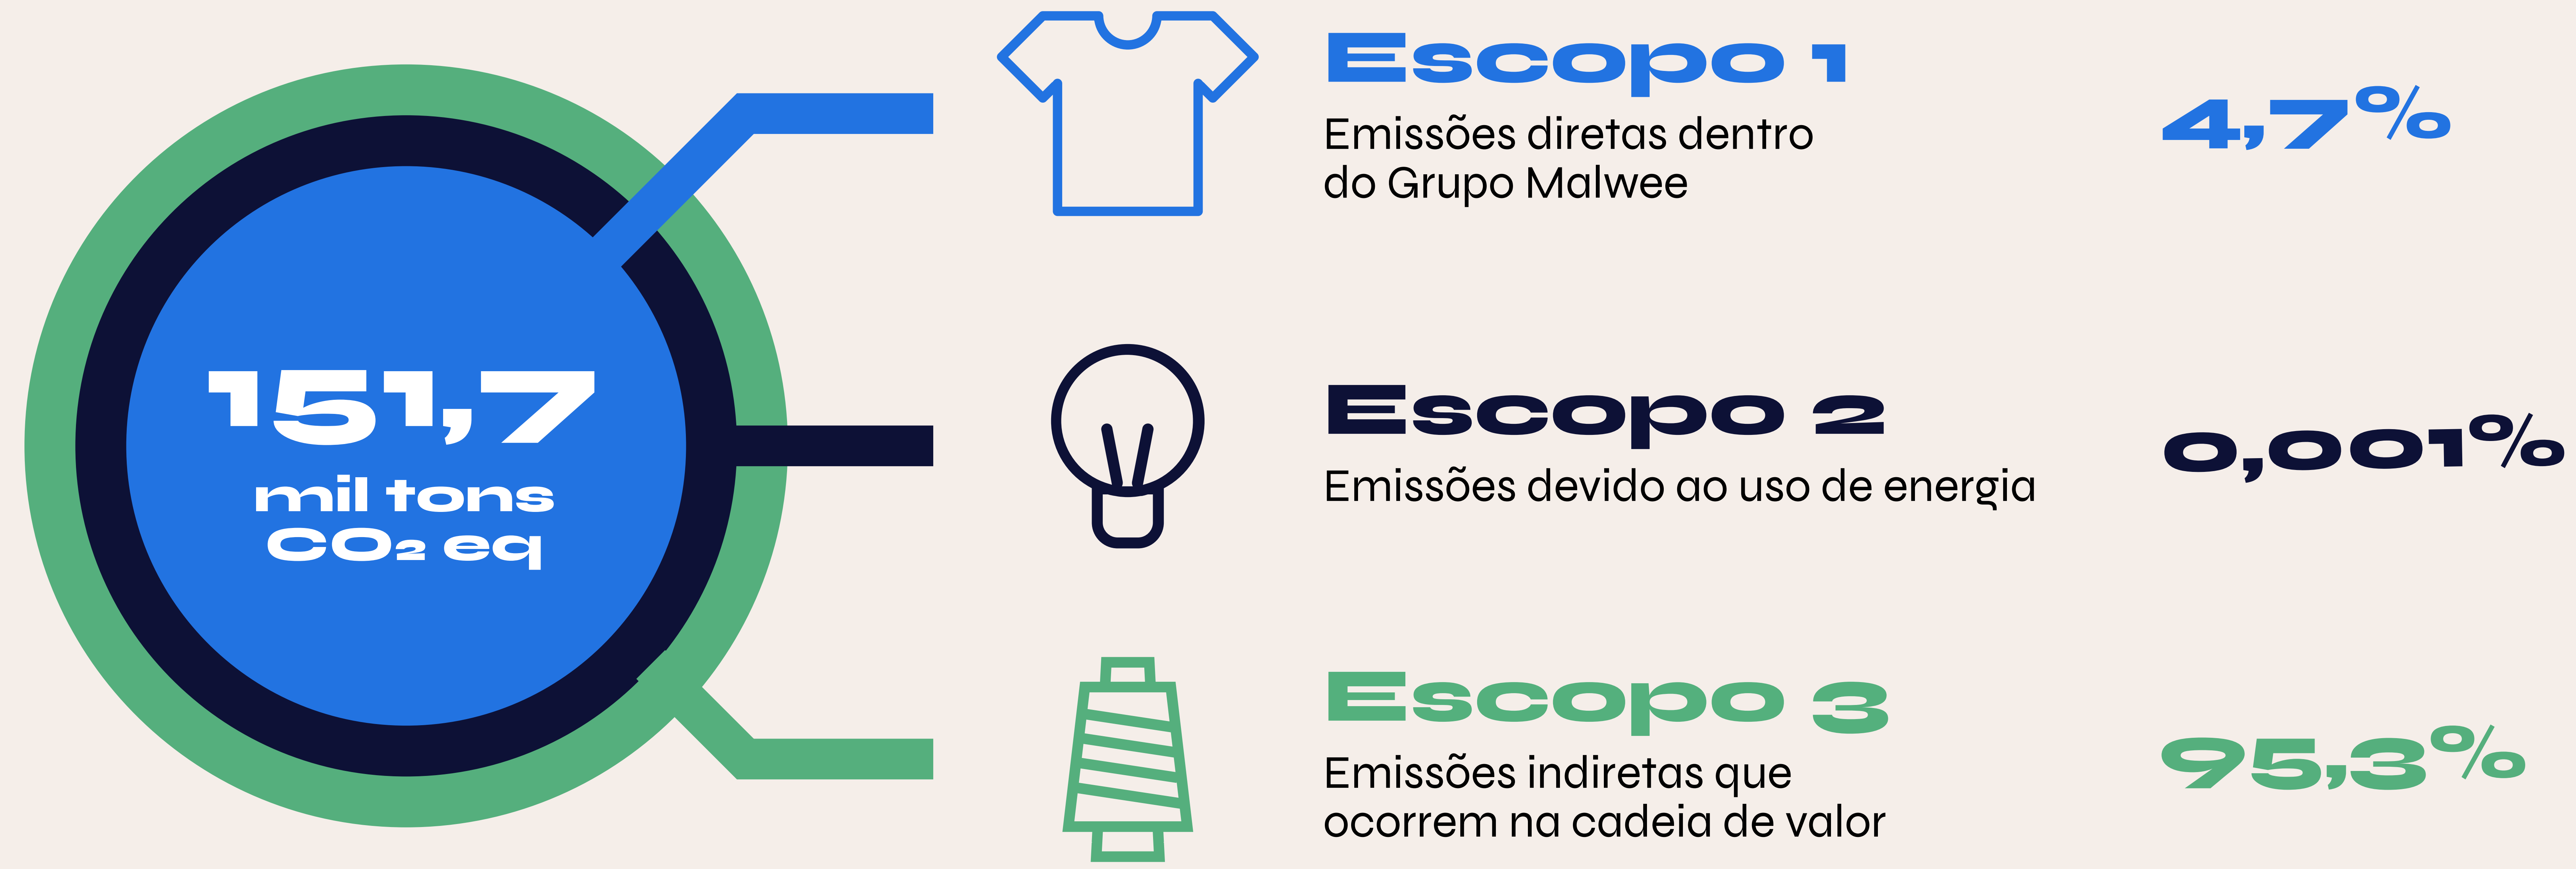 151,7
mil tons
CO₂ eq
Escopo 1
Emissões diretas dentro
do Grupo Malwee
4,7%
Escopo 2
Emissões devido ao uso de energia
0,001%
Escopo 3
Emissões indiretas que
ocorrem na cadeia de valor
95,3%